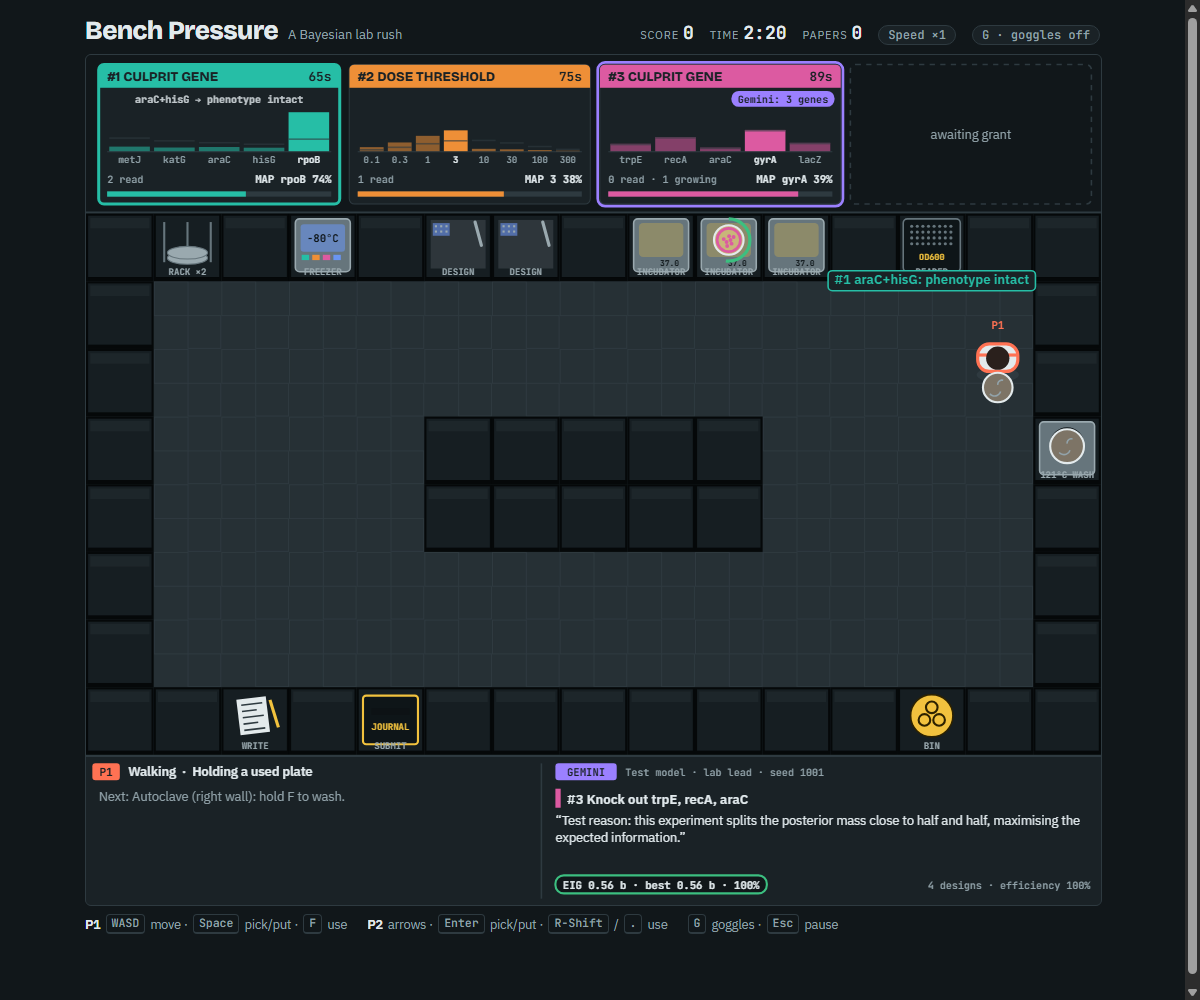 Bench Pressure A Bayesian lab rush SCORE 0 TIME 2:20 PAPERS 0 Speed ×1 G · goggles off
#1 CULPRIT GENE 65s
araC+hisG → phenotype intact
metJ katG araC hisG rpoB
2 read MAP rpoB 74%
#2 DOSE THRESHOLD 75s
0.1 0.3 1 3 10 30 100 300
1 read MAP 3 38%
#3 CULPRIT GENE 89s
Gemini: 3 genes
trpE recA araC gyrA lacZ
0 read · 1 growing MAP gyrA 39%
awaiting grant
RACK ×2
-80°C
FREEZER
DESIGN
DESIGN
37.0
INCUBATOR
37.0
INCUBATOR
37.0
INCUBATOR
OD600
#1 araC+hisG: phenotype intact
P1
121°C WASH
WRITE
JOURNAL
SUBMIT
BIN
P1 Walking · Holding a used plate
Next: Autoclave (right wall): hold F to wash.
GEMINI Test model · lab lead · seed 1001
#3 Knock out trpE, recA, araC
“Test reason: this experiment splits the posterior mass close to half and half, maximising the
expected information.”
EIG 0.56 b · best 0.56 b · 100% 4 designs · efficiency 100%
P1 WASD move · Space pick/put · F use P2 arrows · Enter pick/put · R-Shift / . use G goggles · Esc pause